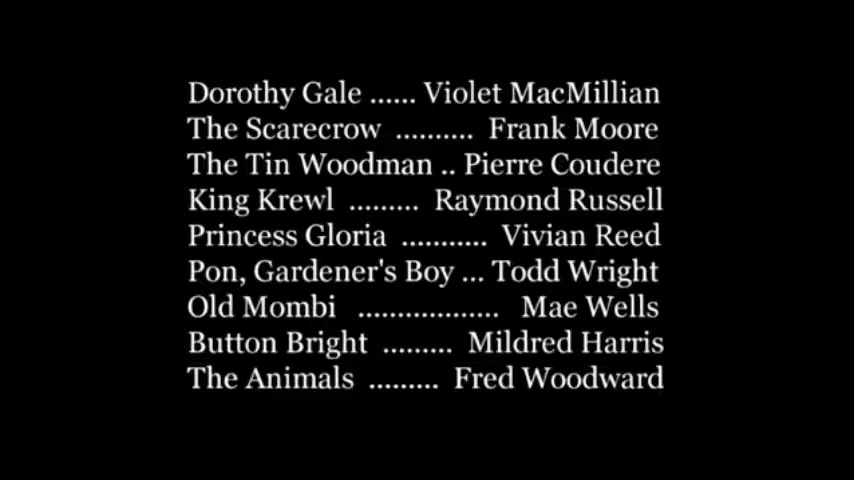 Dorothy Gale ...... Violet MacMillian
The Scarecrow .......... Frank Moore
The Tin Woodman .. Pierre Coudere
King Krewl ......... Raymond Russell
Princess Gloria ........... Vivian Reed
Pon, Gardener's Boy ... Todd Wright
Old Mombi .................. Mae Wells
Button Bright ......... Mildred Harris
The Animals ......... Fred Woodward